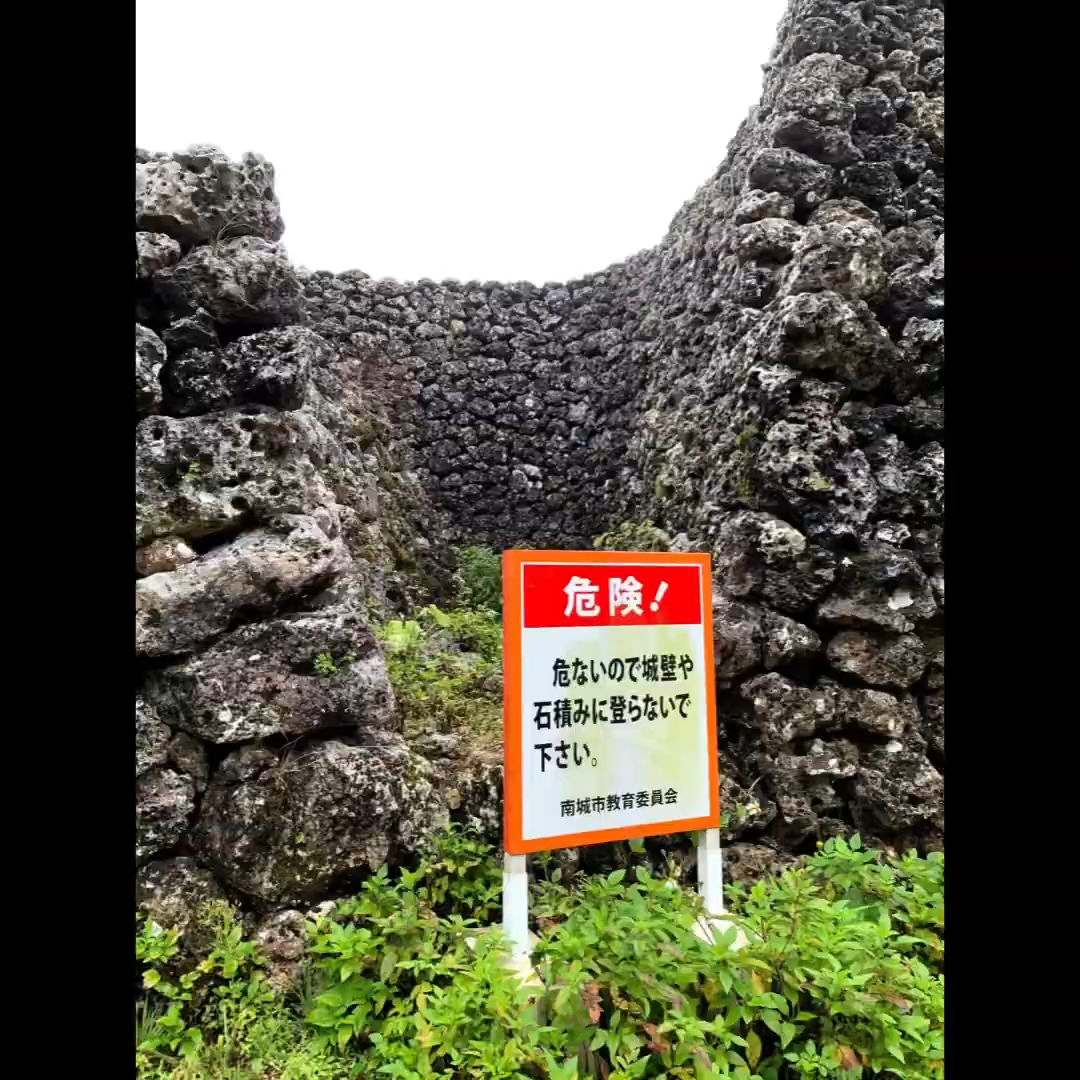 危険!
危ないので城壁や
石積みに登らないで
下さい。
南城市教育委員会